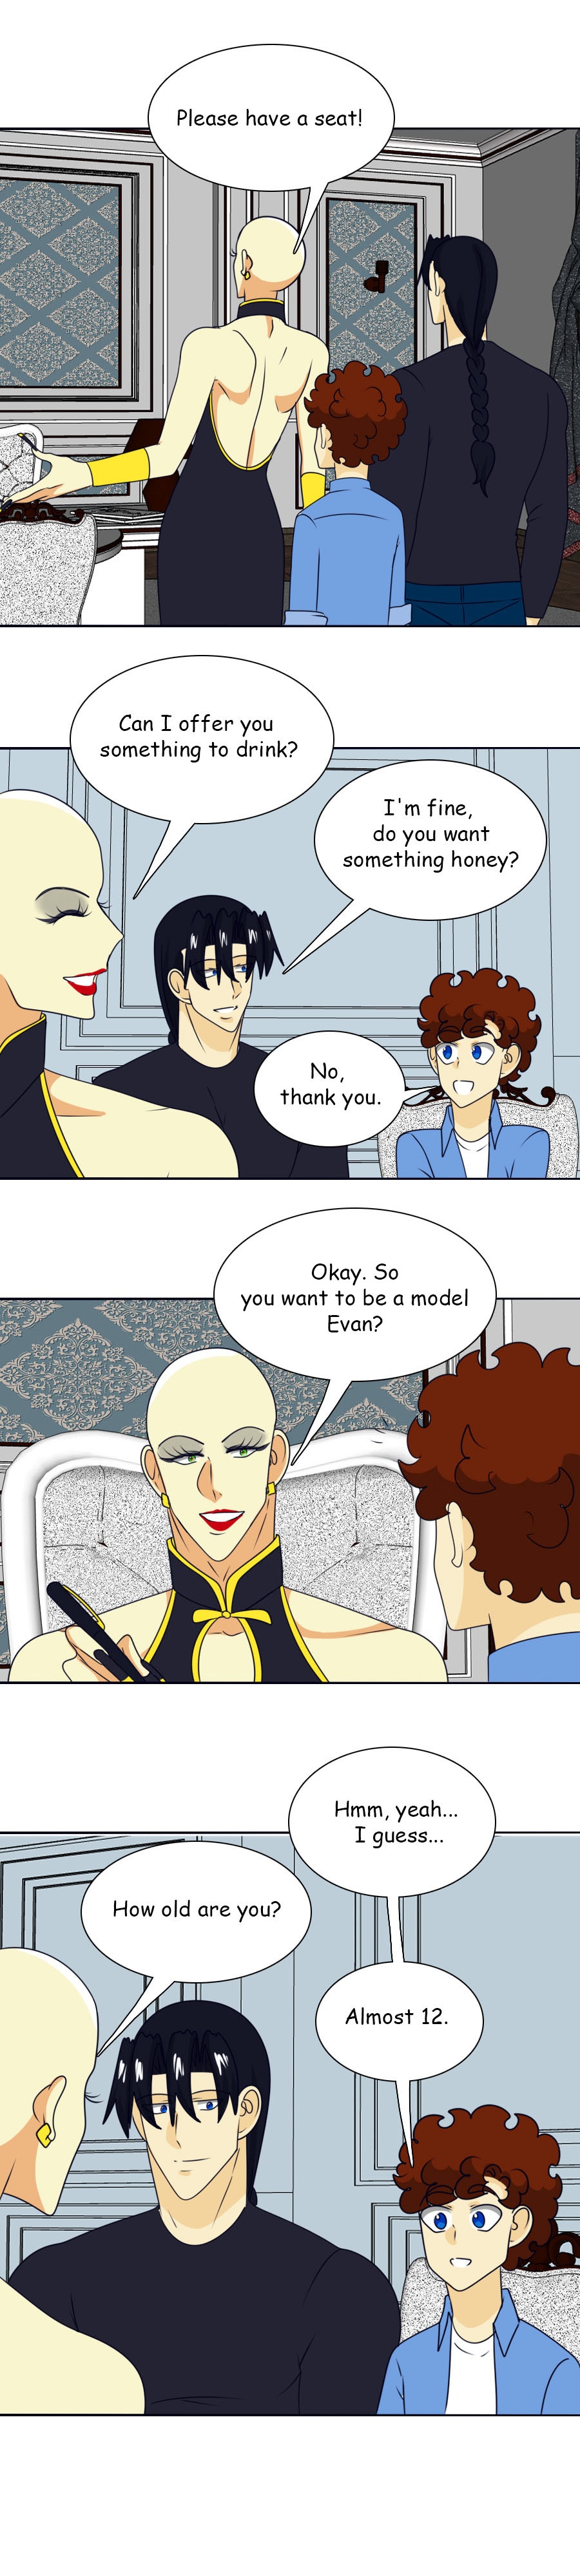 Please have a seat!
Can I offer you
something to drink?
I'm fine,
do you want
something honey?
No,
thank you.
Okay. So
you want to be a model
Evan?
Hmm, yeah...
I guess...
How old are you?
Almost 12.